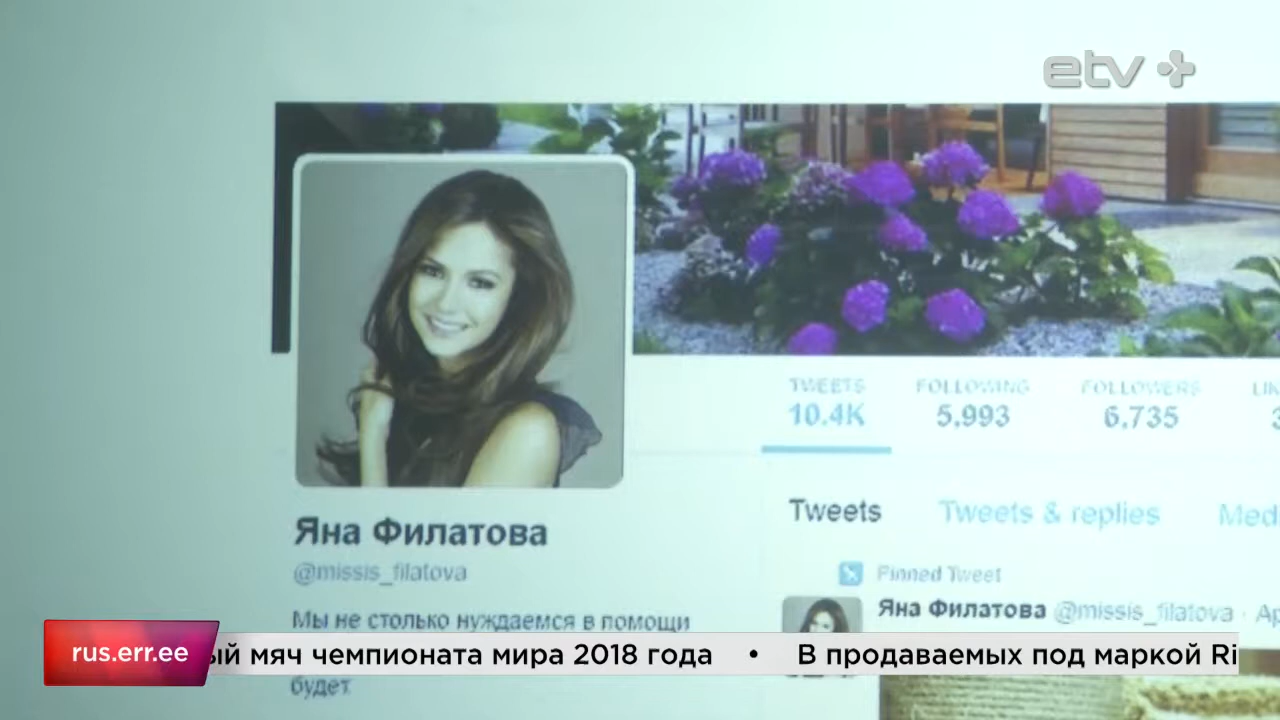 etv+
TWEETS
10.4K
FOLLOWING
5,993
FOLLOWERS
6,735
Яна Филатова
@missis_filatova
Мы не столько нуждаемся в помощи
будет
Tweets
Tweets & replies
Med
Pinned Tweet
Яна Филатова @missis_filatova · Ap
rus.err.ee
ый мяч чемпионата мира 2018 года • В продаваемых под маркой Ri